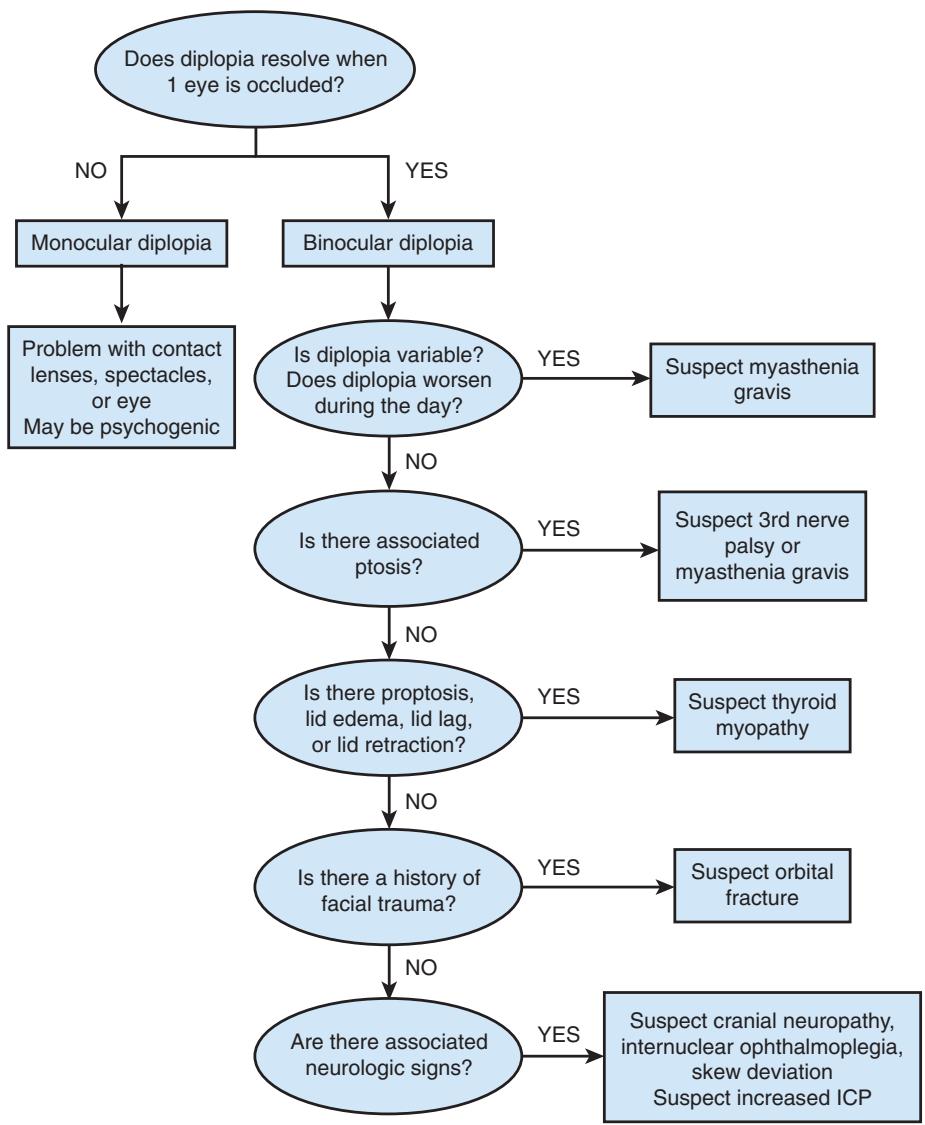 Does diplopia resolve when
1 eye is occluded?
NO
YES
Monocular diplopia
Binocular diplopia
Problem with contact
lenses, spectacles,
or eye
May be psychogenic
Is diplopia variable?
Does diplopia worsen
during the day?
YES
Suspect myasthenia
gravis
NO
Is there associated
ptosis?
YES
Suspect 3rd nerve
palsy or
myasthenia gravis
NO
Is there proptosis,
lid edema, lid lag,
or lid retraction?
YES
Suspect thyroid
myopathy
NO
Is there a history of
facial trauma?
YES
Suspect orbital
fracture
NO
Are there associated
neurologic signs?
YES
Suspect cranial neuropathy,
internuclear ophthalmoplegia,
skew deviation
Suspect increased ICP